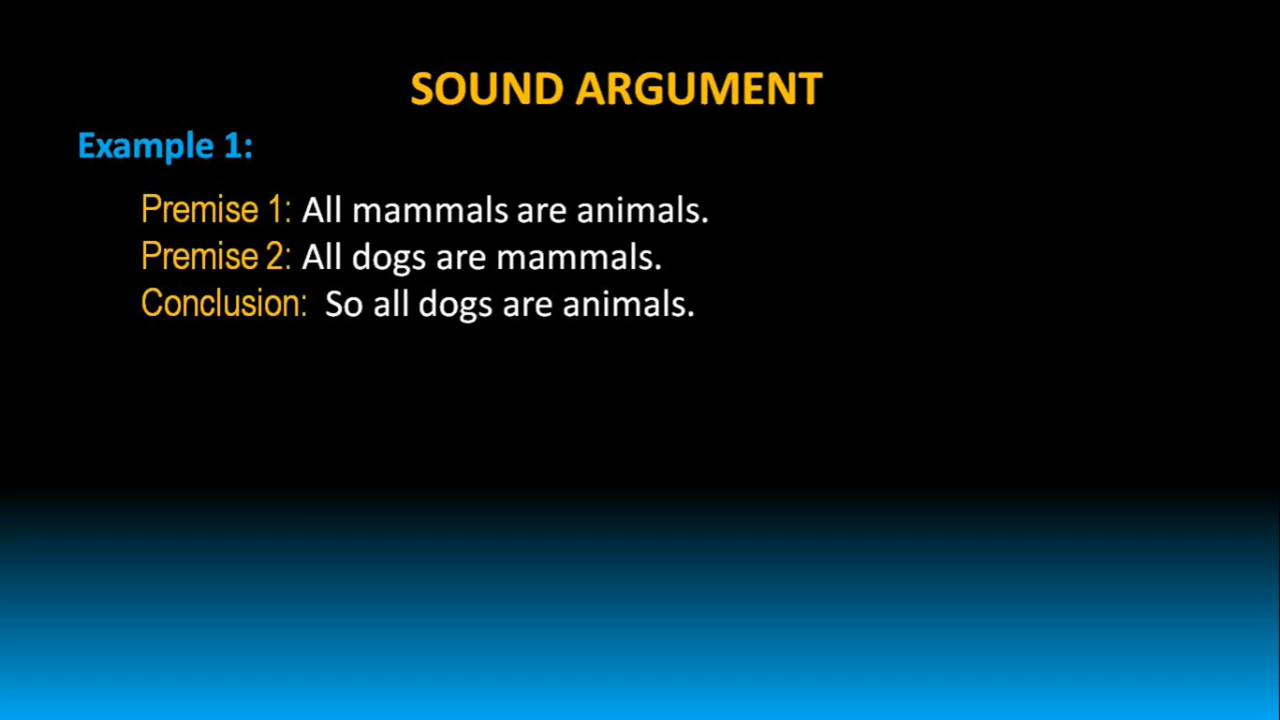 SOUND ARGUMENT
Example 1:
Premise 1: All mammals are animals.
Premise 2: All dogs are mammals.
Conclusion: So all dogs are animals.